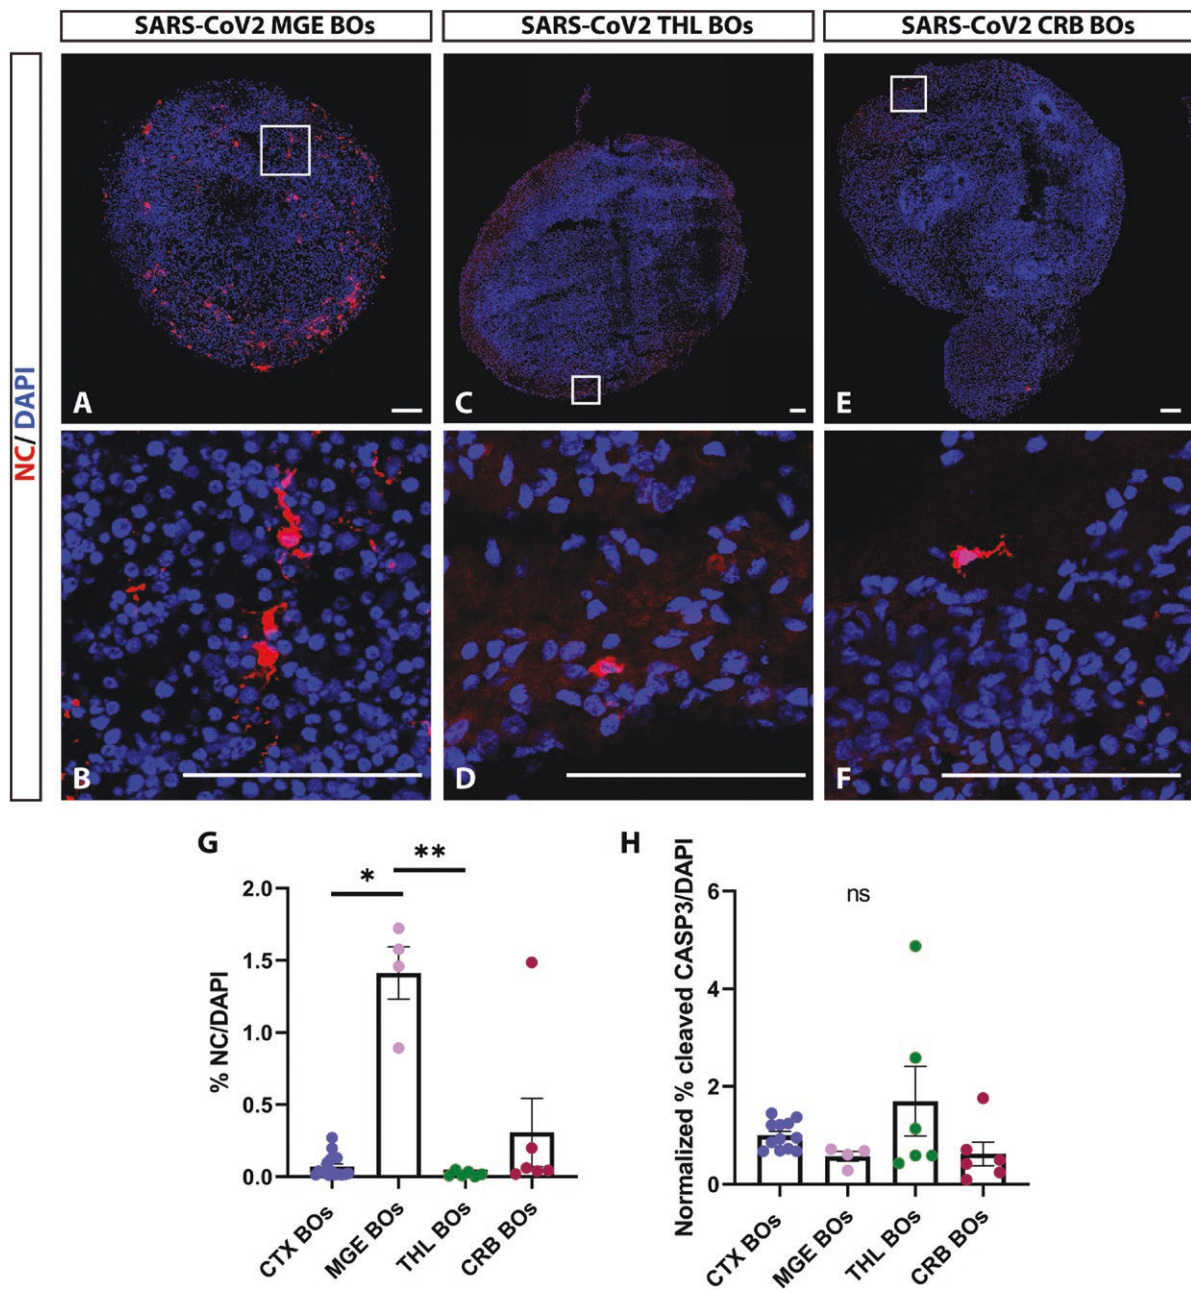 SARS-CoV2 MGE BOs
SARS-CoV2 THL BOs
SARS-CoV2 CRB BOs
NC/ DAPI
A
C
E
B
D
F
G
* **
% NC/DAPI
2.0
1.5
1.0
0.5
0.0
CTX BOs
MGE BOs
THL BOs
CRB BOs
H
ns
Normalized % cleaved CASP3/DAPI
6
4
2
0
CTX BOs
MGE BOs
THL BOs
CRB BOs